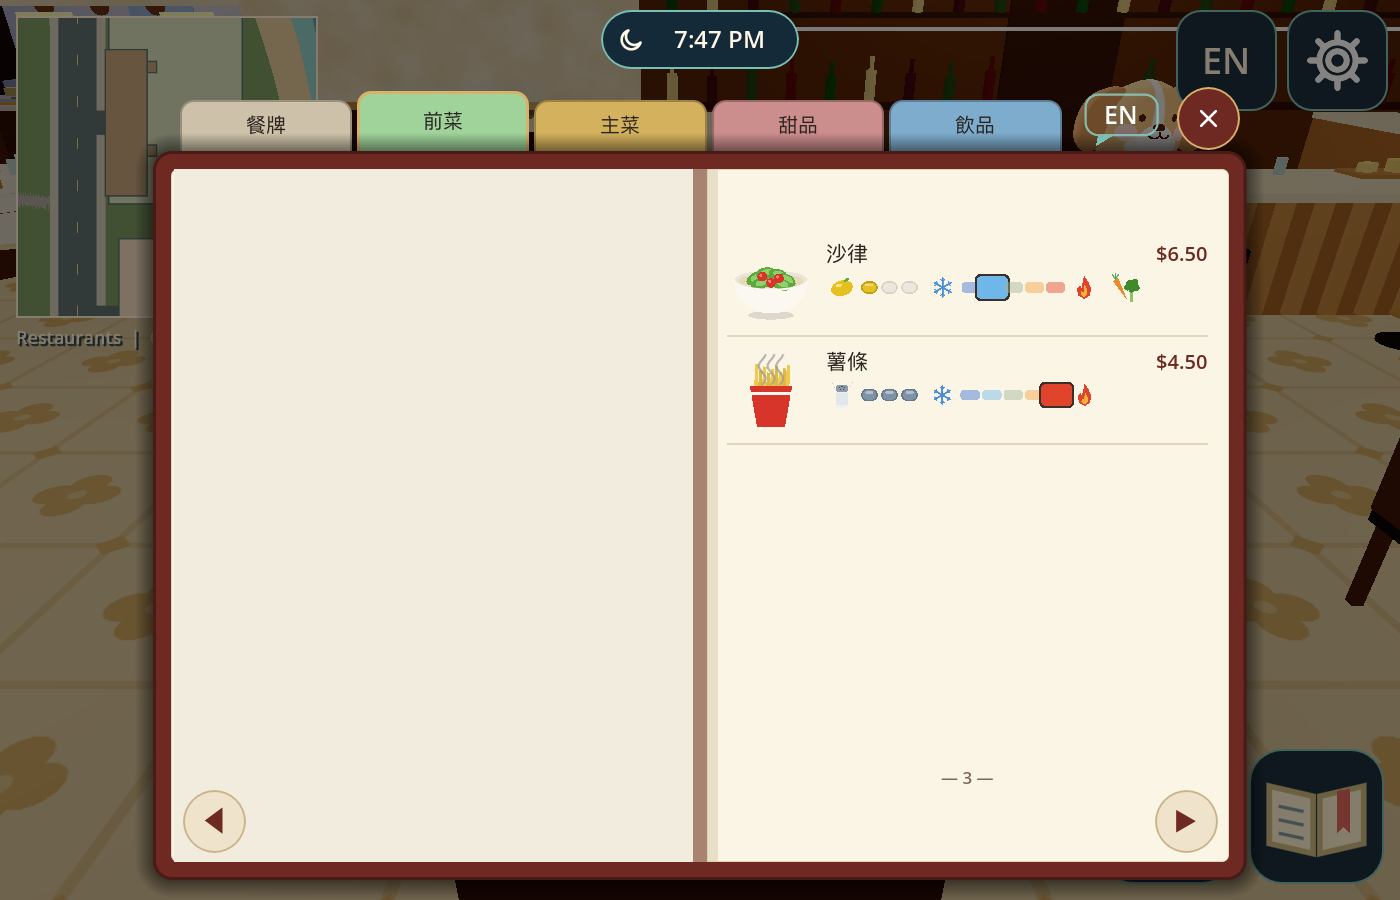 7:47 PM
EN
餐牌
前菜
主菜
甜品
飲品
EN
沙律
$6.50
薯條
$4.50
Restaurants |
— 3 —